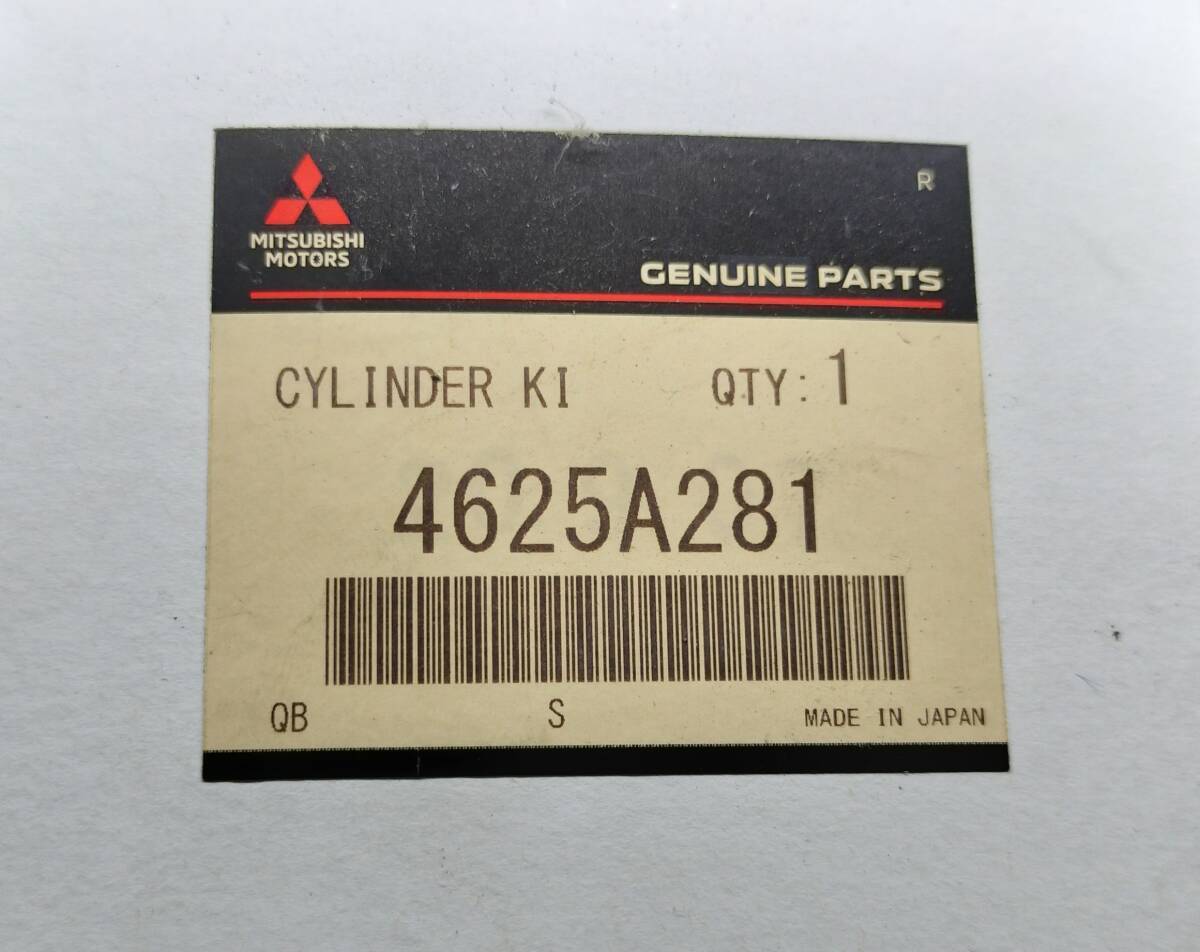 R
MITSUBISHI
MOTORS
GENUINE PARTS
CYLINDER KI QTY: 1
4625A281
QB S MADE IN JAPAN